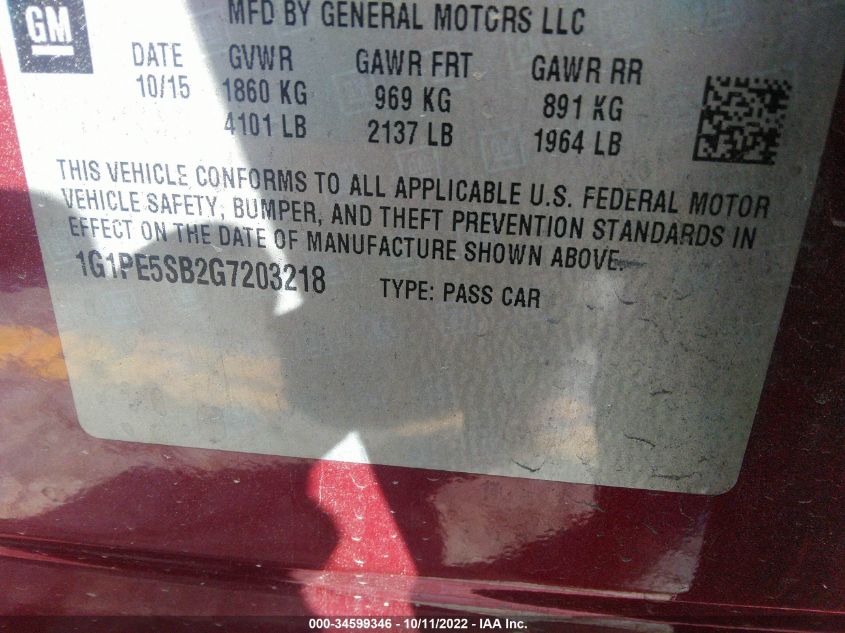 GM
MFD BY GENERAL MOTORS LLC
DATE GVWR GAWR FRT GAWR RR
10/15 1860 KG 969 KG 891 KG
4101 LB 2137 LB 1964 LB
THIS VEHICLE CONFORMS TO ALL APPLICABLE U.S. FEDERAL MOTOR
VEHICLE SAFETY, BUMPER, AND THEFT PREVENTION STANDARDS IN
EFFECT ON THE DATE OF MANUFACTURE SHOWN ABOVE.
1G1PE5SB2G7203218 TYPE: PASS CAR
000-34599346 - 10/11/2022 - IAA Inc.